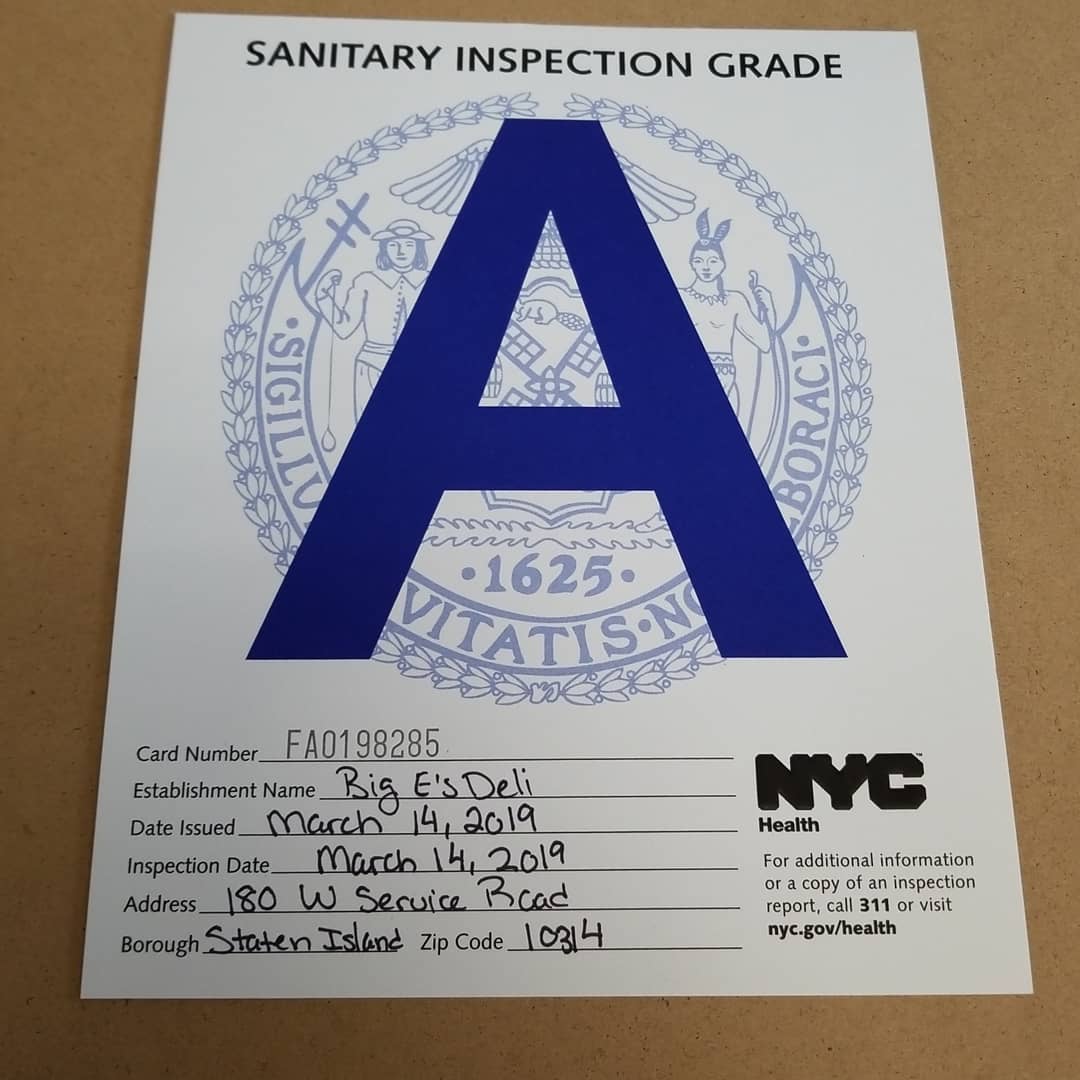 SANITARY INSPECTION GRADE
A
SIGILLU
BORACI
1625
VITATIS·NO
Card Number FA0198285
Establishment Name Big E's Deli
Date Issued March 14, 2019
Inspection Date March 14, 2019
Address 180 W Service Road
Borough Staten Island Zip Code 10314
NYC™
Health
For additional information
or a copy of an inspection
report, call 311 or visit
nyc.gov/health